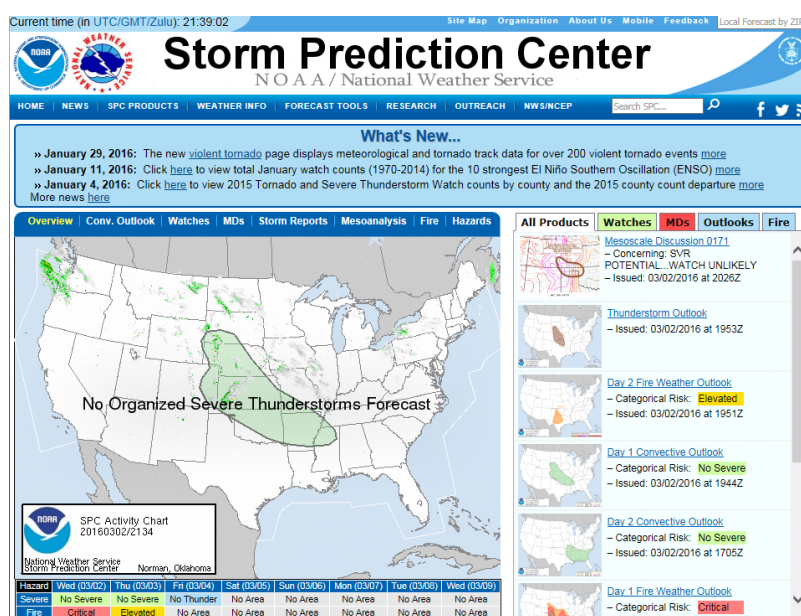 Current time (in UTC/GMT/Zulu): 21:39:02
Site Map Organization About Us Mobile Feedback Local Forecast by ZIP
NOAA
NATIONAL WEATHER SERVICE
Storm Prediction Center
NOAA / National Weather Service
HOME NEWS SPC PRODUCTS WEATHER INFO FORECAST TOOLS RESEARCH OUTREACH NWS/NCEP Search SPC...
What's New...
» January 29, 2016: The new violent tornado page displays meteorological and tornado track data for over 200 violent tornado events more
» January 11, 2016: Click here to view total January watch counts (1970-2014) for the 10 strongest El Niño Southern Oscillation (ENSO) more
» January 4, 2016: Click here to view 2015 Tornado and Severe Thunderstorm Watch counts by county and the 2015 county count departure more
More news here
Overview Conv. Outlook Watches MDs Storm Reports Mesoanalysis Fire Hazards
No Organized Severe Thunderstorms Forecast
NOAA
SPC Activity Chart
20160302/2134
National Weather Service
Storm Prediction Center Norman, Oklahoma
Hazard Wed (03/02) Thu (03/03) Fri (03/04) Sat (03/05) Sun (03/06) Mon (03/07) Tue (03/08) Wed (03/09)
Severe No Severe No Severe No Thunder No Area No Area No Area No Area No Area
Fire Critical Elevated No Area No Area No Area No Area No Area No Area
All Products Watches MDs Outlooks Fire
Mesoscale Discussion 0171
– Concerning: SVR
POTENTIAL...WATCH UNLIKELY
– Issued: 03/02/2016 at 2026Z
Thunderstorm Outlook
– Issued: 03/02/2016 at 1953Z
Day 2 Fire Weather Outlook
– Categorical Risk: Elevated
– Issued: 03/02/2016 at 1951Z
Day 1 Convective Outlook
– Categorical Risk: No Severe
– Issued: 03/02/2016 at 1944Z
Day 2 Convective Outlook
– Categorical Risk: No Severe
– Issued: 03/02/2016 at 1705Z
Day 1 Fire Weather Outlook
– Categorical Risk: Critical